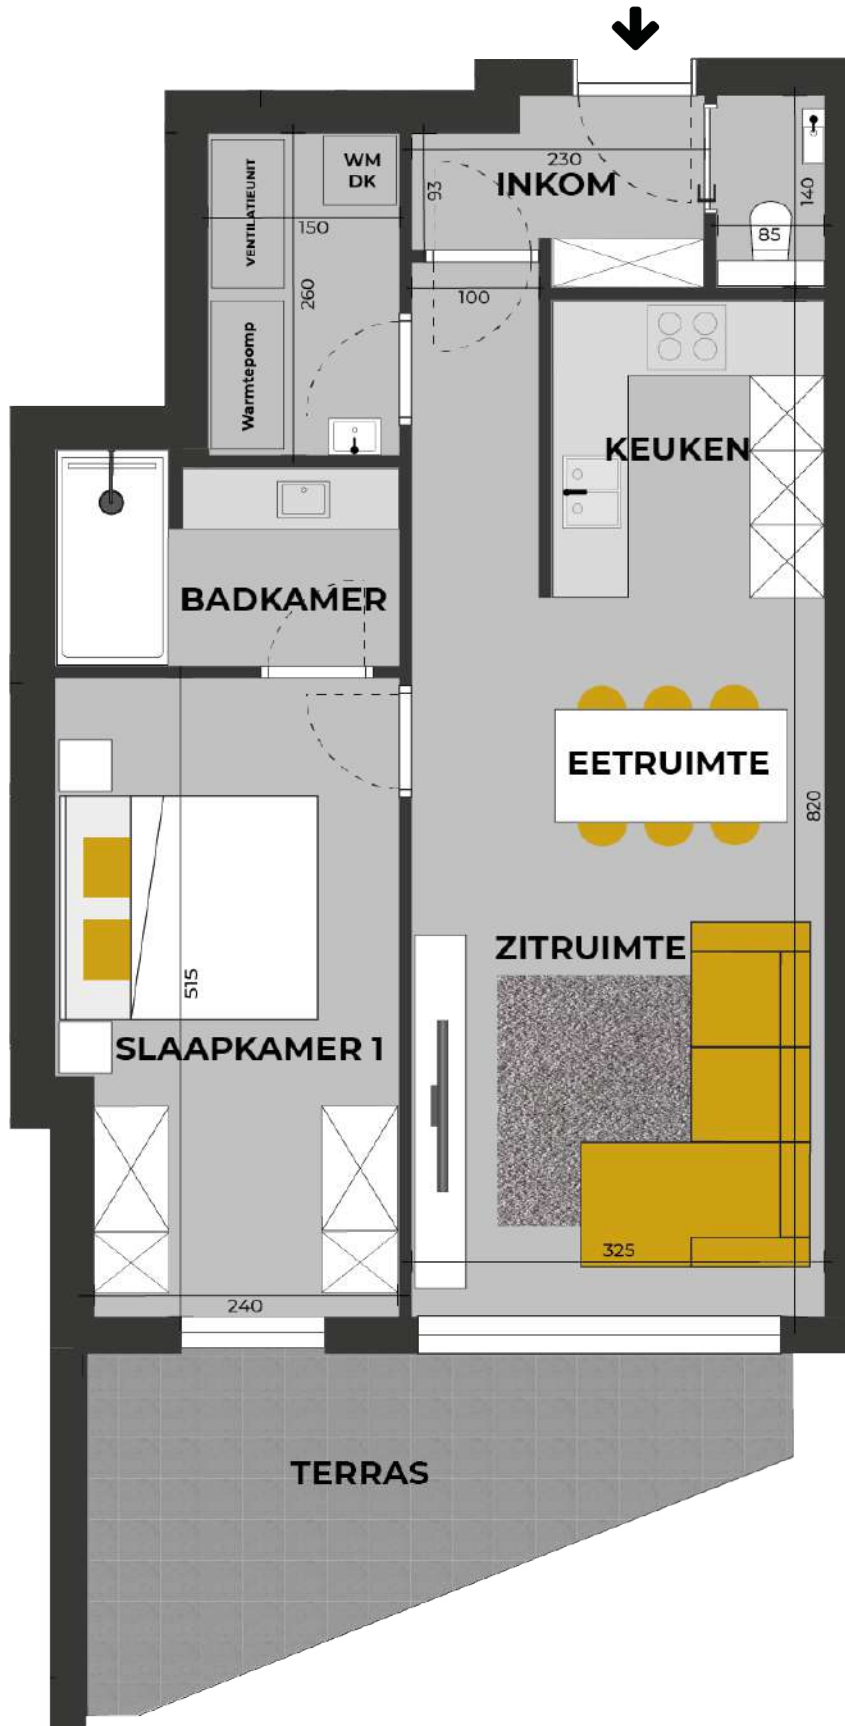 WM
DK
VENTILATIEUNIT
150
260
Warmtepomp
230
93
INKOM
140
85
100
KEUKEN
BADKAMER
EETRUIMTE
820
ZITRUIMTE
515
SLAAPKAMER 1
325
240
TERRAS